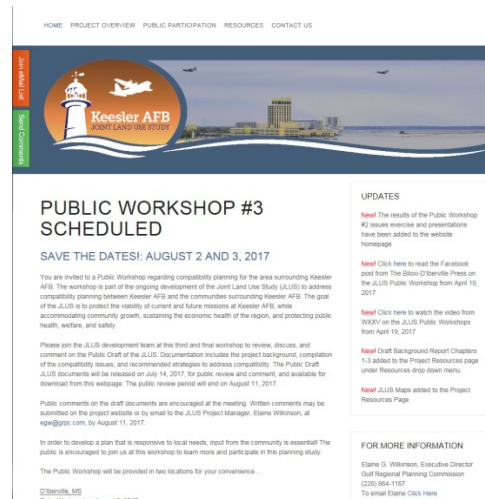 HOME PROJECT OVERVIEW PUBLIC PARTICIPATION RESOURCES CONTACT US
Join eMail List
Send Comments
Keesler AFB
JOINT LAND USE STUDY
PUBLIC WORKSHOP #3
SCHEDULED
SAVE THE DATES!: AUGUST 2 AND 3, 2017
You are invited to a Public Workshop regarding compatibility planning for the area surrounding Keesler
AFB. The workshop is part of the ongoing development of the Joint Land Use Study (JLUS) to address
compatibility planning between Keesler AFB and the communities surrounding Keesler AFB. The goal
of the JLUS is to protect the viability of current and future missions at Keesler AFB, while
accommodating community growth, sustaining the economic health of the region, and protecting public
health, welfare, and safety.
Please join the JLUS development team at this third and final workshop to review, discuss, and
comment on the Public Draft of the JLUS. Documentation includes the project background, compilation
of the compatibility issues, and recommended strategies to address compatibility. The Public Draft
JLUS documents will be released on July 14, 2017, for public review and comment, and available for
download from this webpage. The public review period will end on August 11, 2017.
Public comments on the draft documents are encouraged at the meeting. Written comments may be
submitted on the project website or by email to the JLUS Project Manager, Elaine Wilkinson, at
egw@grpc.com, by August 11, 2017.
In order to develop a plan that is responsive to local needs, input from the community is essential! The
public is encouraged to join us at this workshop to learn more and participate in this planning study.
The Public Workshop will be provided in two locations for your convenience...
D'Iberville, MS
UPDATES
New! The results of the Public Workshop
#2 issues exercise and presentations
have been added to the website
homepage
New! Click here to read the Facebook
post from The Biloxi-D'Iberville Press on
the JLUS Public Workshop from April 19,
2017
New! Click here to watch the video from
WXXV on the JLUS Public Workshops
from April 19, 2017
New! Draft Background Report Chapters
1-3 added to the Project Resources page
under Resources drop down menu.
New! JLUS Maps added to the Project
Resources Page
FOR MORE INFORMATION
Elaine G. Wilkinson, Executive Director
Gulf Regional Planning Commission
(228) 864-1167
To email Elaine Click Here